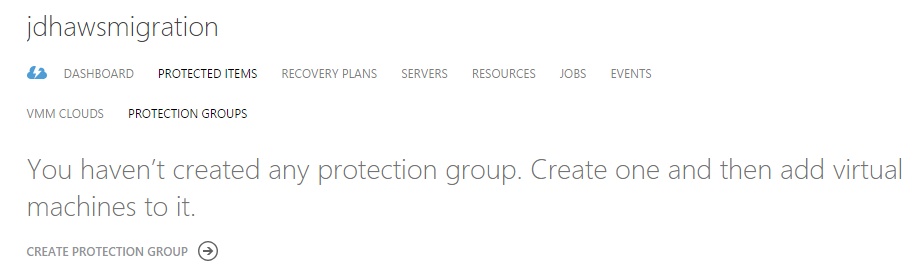 jdhawsmigration
DASHBOARD PROTECTED ITEMS RECOVERY PLANS SERVERS RESOURCES JOBS EVENTS
VMM CLOUDS PROTECTION GROUPS
You haven't created any protection group. Create one and then add virtual
machines to it.
CREATE PROTECTION GROUP